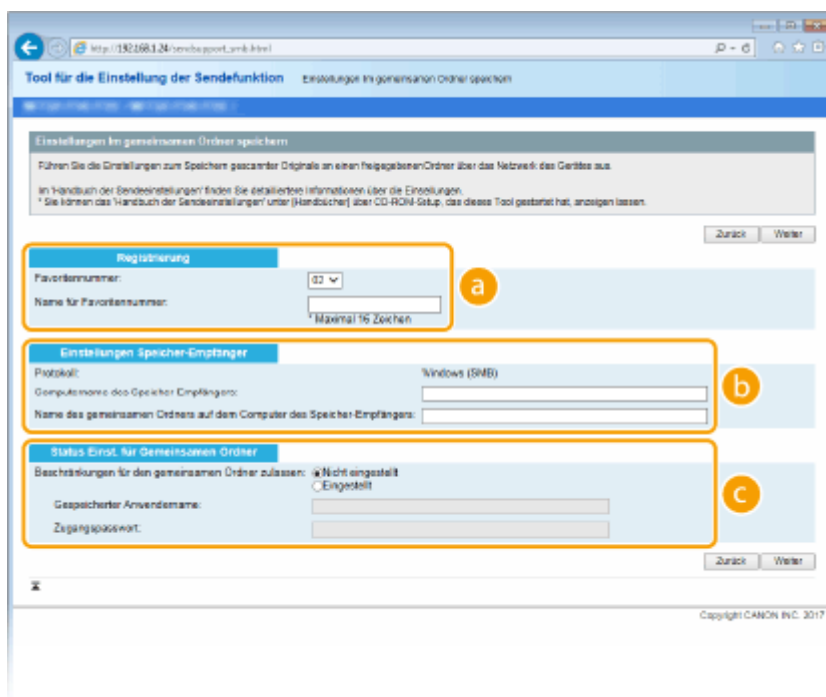 http://192.168.1.24/sendsupport_smb.html
Tool für die Einstellung der Sendefunktion Einstellungen Im gemeinsamen Ordner speichern
Einstellungen Im gemeinsamen Ordner speichern
Führen Sie die Einstellungen zum Speichern gescannter Originale an einen freigegebenen Ordner über das Netzwerk des Gerätes aus.
Im 'Handbuch der Sendeeinstellungen' finden Sie detailliertere Informationen über die Einstellungen.
* Sie können das 'Handbuch der Sendeeinstellungen' unter [Handbücher] über CD-ROM-Setup, das dieses Tool gestartet hat, anzeigen lassen.
Zurück Weiter
Registrierung
Favoritennummer: 02
Name für Favoritennummer:
* Maximal 16 Zeichen
a
Einstellungen Speicher-Empfänger
Protokoll: Windows (SMB)
Computername des Speicher Empfängers:
Name des gemeinsamen Ordners auf dem Computer des Speicher-Empfängers:
b
Status Einst. für Gemeinsamen Ordner
Beschränkungen für den gemeinsamen Ordner zulassen: Nicht eingestellt
Eingestellt
Gespeicherter Anwendername:
Zugangspasswort:
c
Zurück Weiter
Copyright CANON INC. 2017